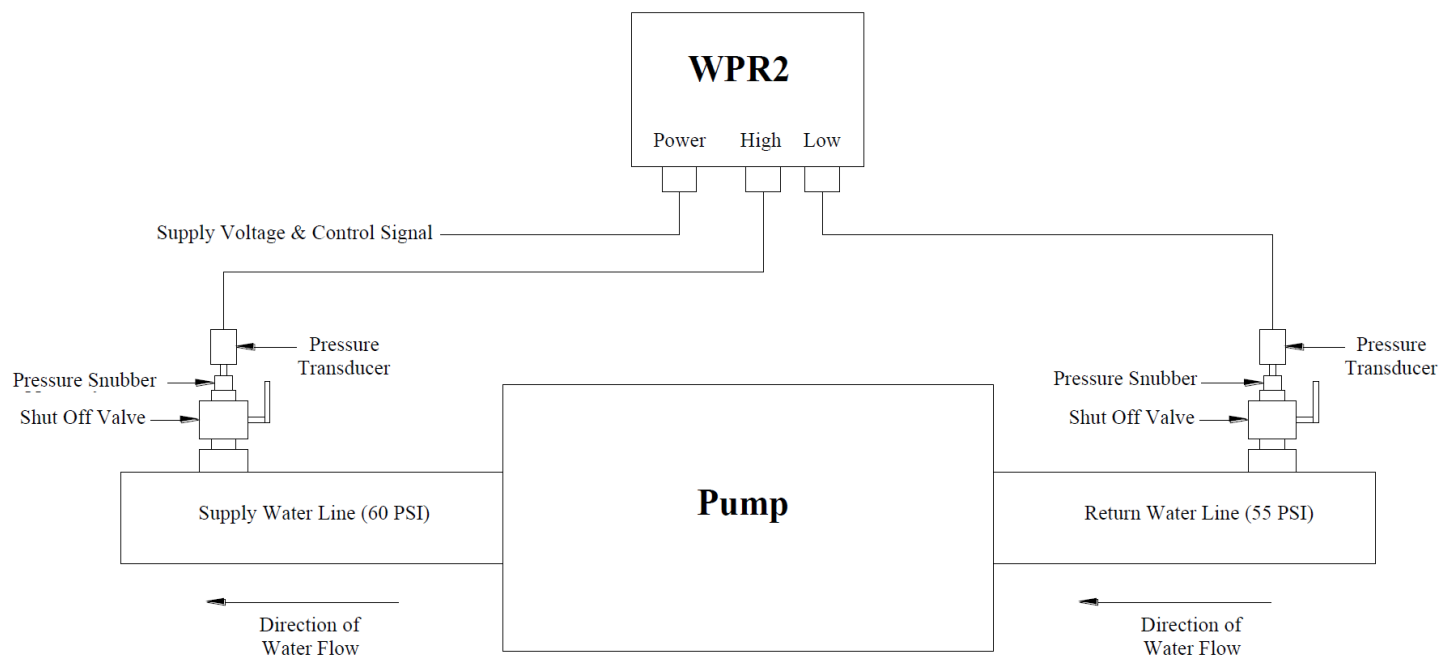 WPR2
Power High Low
Supply Voltage & Control Signal
Pressure
Transducer
Pressure Snubber
Shut Off Valve
Pressure
Transducer
Pressure Snubber
Shut Off Valve
Supply Water Line (60 PSI)
Pump
Return Water Line (55 PSI)
Direction of
Water Flow
Direction of
Water Flow